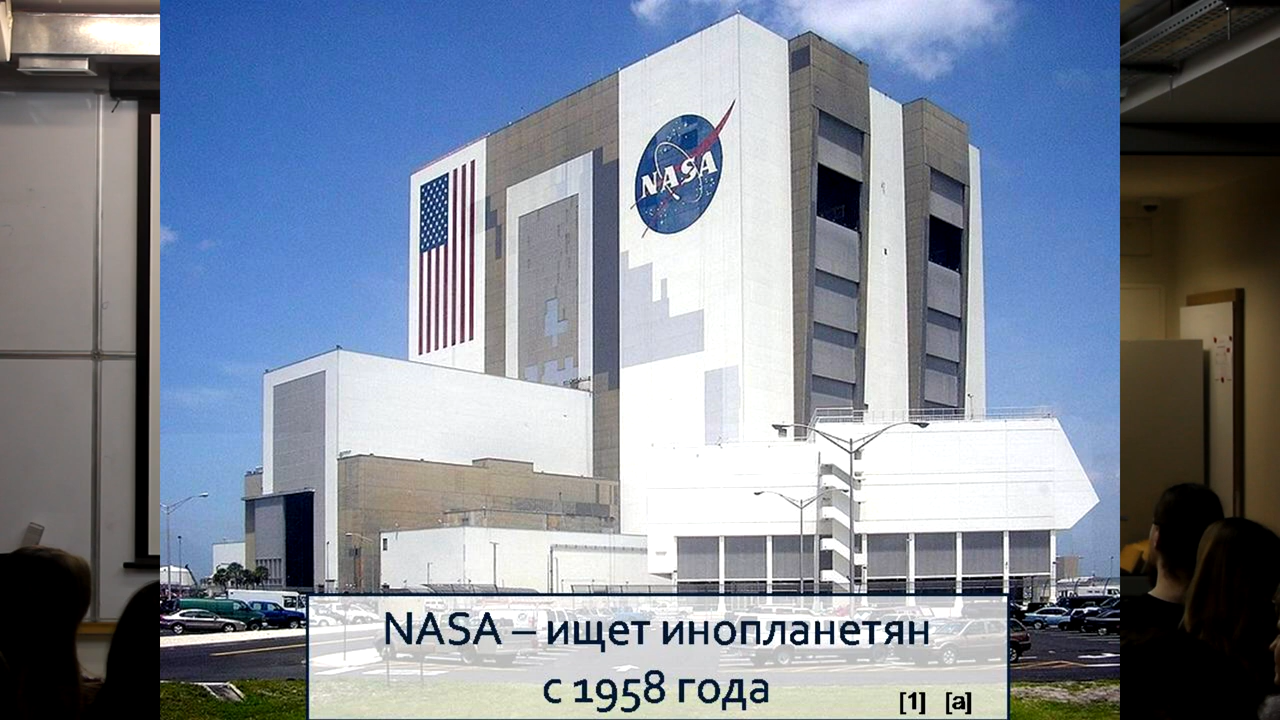 NASA
NASA – ищет инопланетян
с 1958 года
[1] [a]